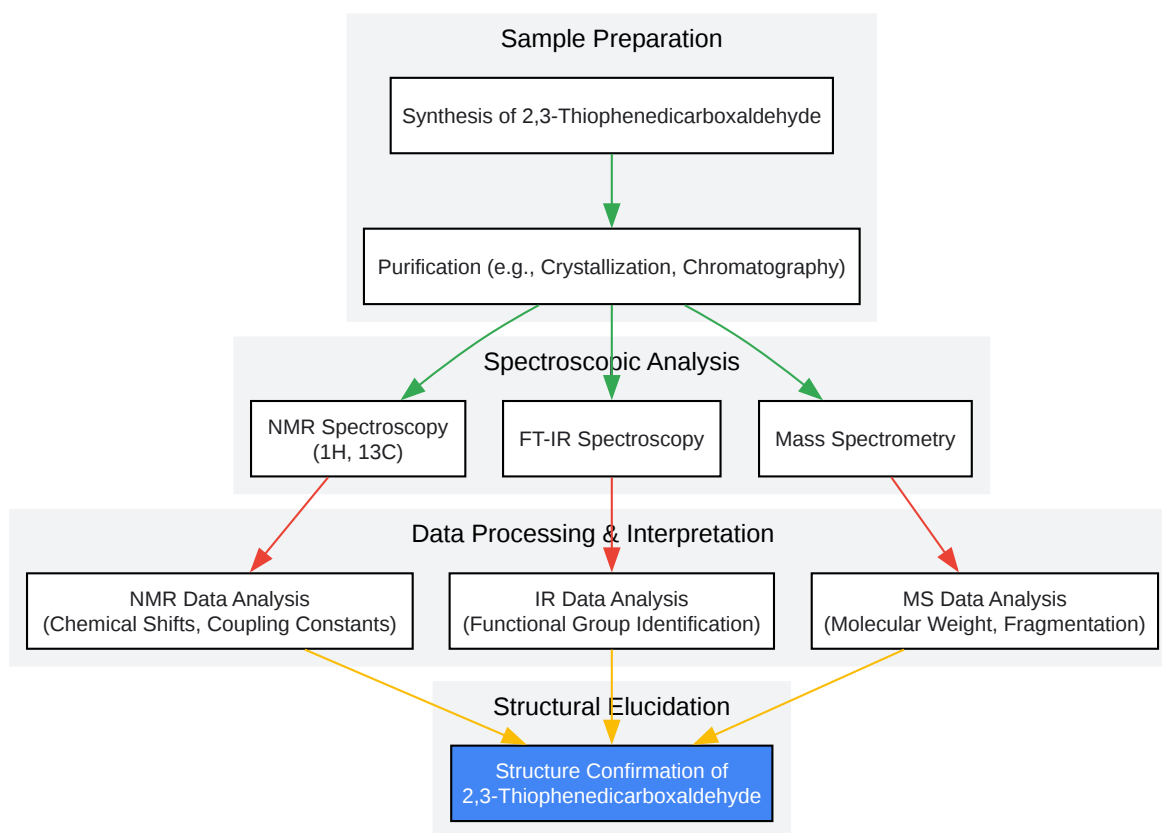 Sample Preparation
Synthesis of 2,3-Thiophenedicarboxaldehyde
Purification (e.g., Crystallization, Chromatography)
Spectroscopic Analysis
NMR Spectroscopy
(1H, 13C)
FT-IR Spectroscopy
Mass Spectrometry
Data Processing & Interpretation
NMR Data Analysis
(Chemical Shifts, Coupling Constants)
IR Data Analysis
(Functional Group Identification)
MS Data Analysis
(Molecular Weight, Fragmentation)
Structural Elucidation
Structure Confirmation of
2,3-Thiophenedicarboxaldehyde